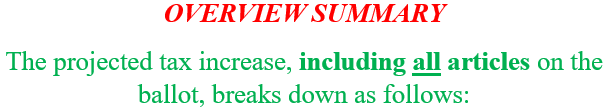 OVERVIEW SUMMARY
The projected tax increase, including all articles on the
ballot, breaks down as follows: